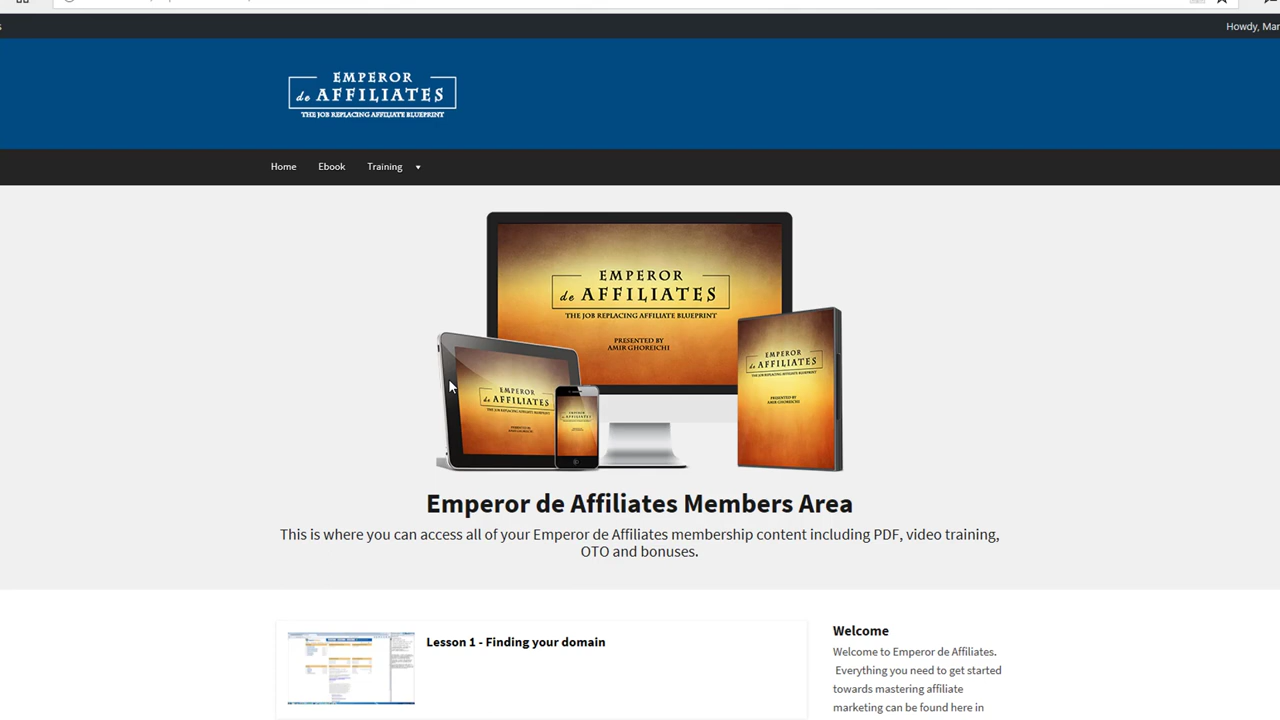 Howdy, Mar
EMPEROR
de AFFILIATES
THE JOB REPLACING AFFILIATE BLUEPRINT
Home Ebook Training
EMPEROR
de AFFILIATES
THE JOB REPLACING AFFILIATE BLUEPRINT
PRESENTED BY
AMIR GHOREICHI
EMPEROR
de AFFILIATES
THE JOB REPLACING AFFILIATE BLUEPRINT
PRESENTED BY
AMIR GHOREICHI
EMPEROR
de AFFILIATES
EMPEROR
de AFFILIATES
THE JOB REPLACING AFFILIATE BLUEPRINT
PRESENTED BY
AMIR GHOREICHI
Emperor de Affiliates Members Area
This is where you can access all of your Emperor de Affiliates membership content including PDF, video training,
OTO and bonuses.
Lesson 1 - Finding your domain
Welcome
Welcome to Emperor de Affiliates.
Everything you need to get started
towards mastering affiliate
marketing can be found here in